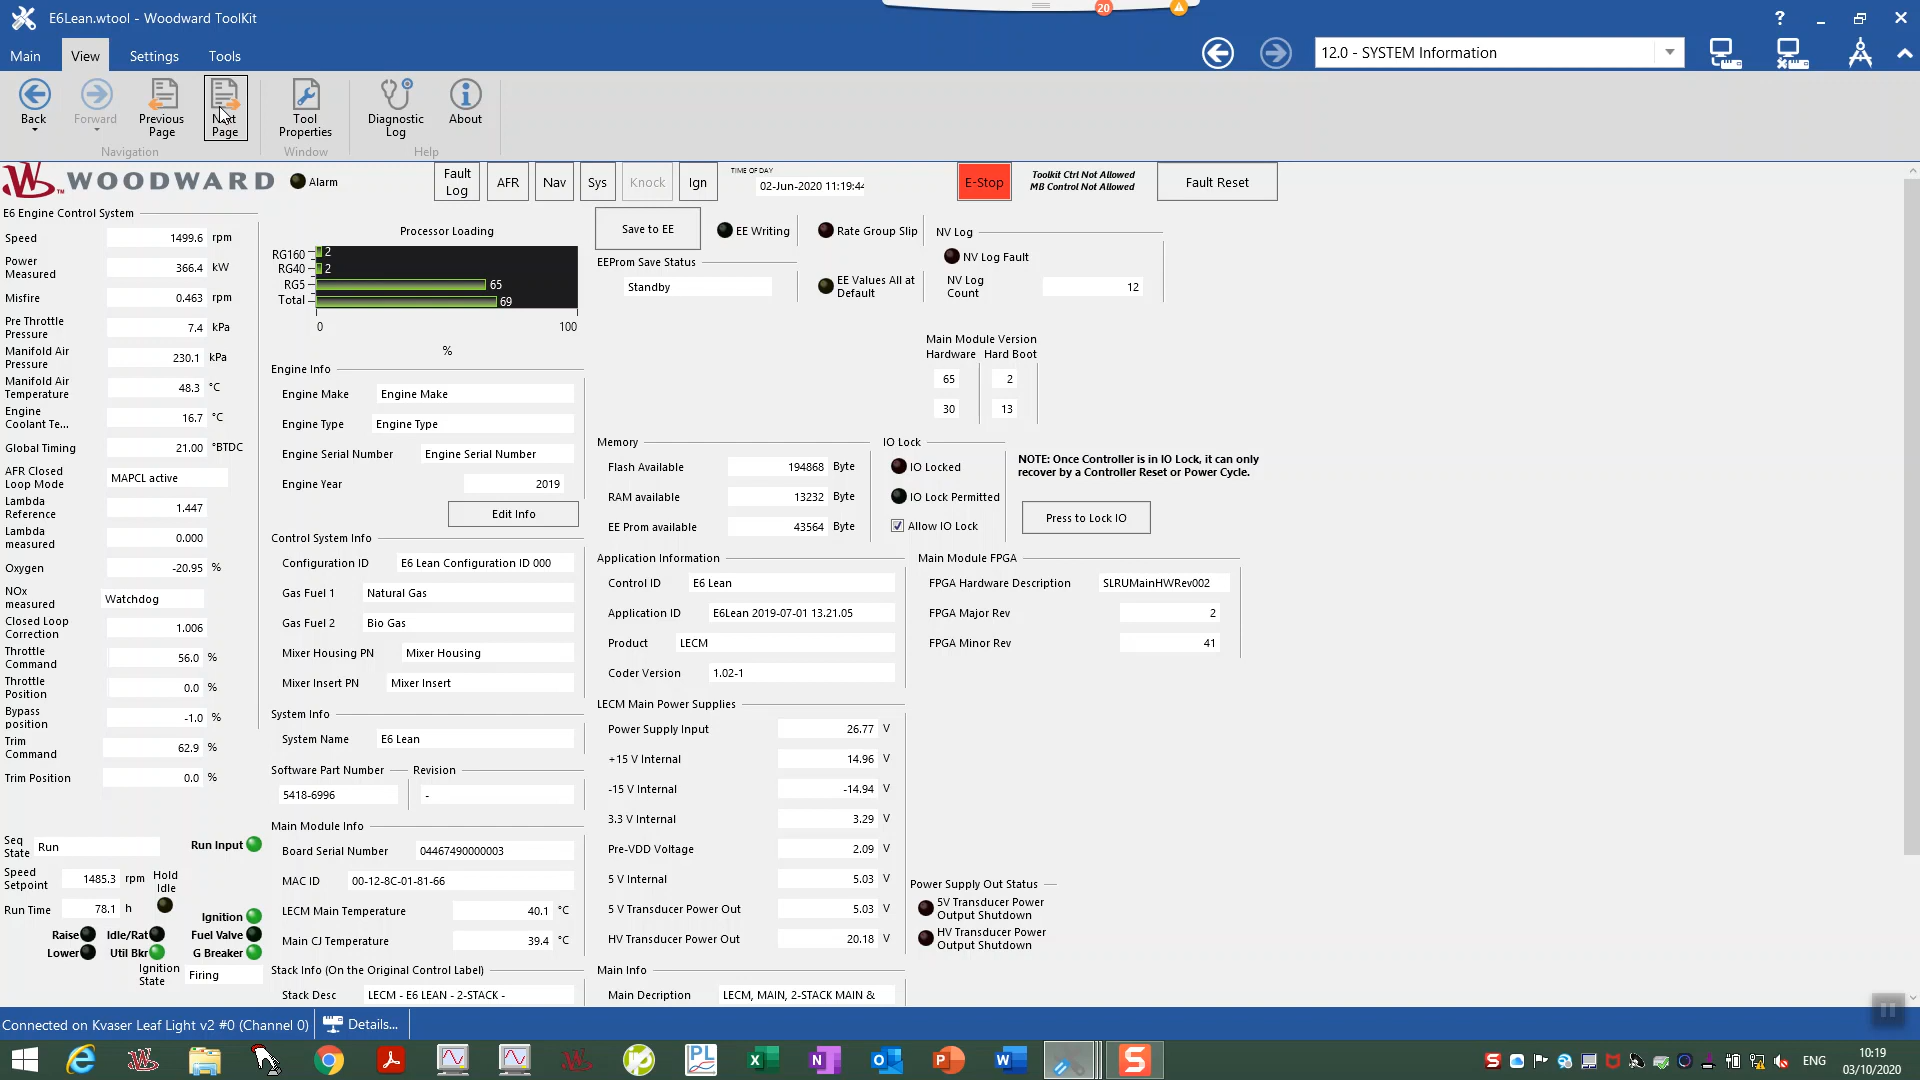 E6Lean.wtool - Woodward ToolKit
20
?
Main
View
Settings
Tools
12.0 - SYSTEM Information
Back
Forward
Previous Page
Next Page
Tool Properties
Diagnostic Log
About
Navigation
Window
Help
WOODWARD
Alarm
Fault Log
AFR
Nav
Sys
Knock
Ign
TIME OF DAY
02-Jun-2020 11:19:44
E-Stop
Toolkit Ctrl Not Allowed
MB Control Not Allowed
Fault Reset
E6 Engine Control System
Speed 1499.6 rpm
Power Measured 366.4 kW
Misfire 0.463 rpm
Pre Throttle Pressure 7.4 kPa
Manifold Air Pressure 230.1 kPa
Manifold Air Temperature 48.3 °C
Engine Coolant Te... 16.7 °C
Global Timing 21.00 °BTDC
AFR Closed Loop Mode MAPCL active
Lambda Reference 1.447
Lambda measured 0.000
Oxygen -20.95 %
NOx measured Watchdog
Closed Loop Correction 1.006
Throttle Command 56.0 %
Throttle Position 0.0 %
Bypass position -1.0 %
Trim Command 62.9 %
Trim Position 0.0 %
Seq State Run
Run Input
Speed Setpoint 1485.3 rpm
Hold Idle
Run Time 78.1 h
Ignition
Raise
Idle/Rat
Fuel Valve
Lower
Util Bkr
G Breaker
Ignition State Firing
Processor Loading
RG160 2
RG40 2
RG5 65
Total 69
0 100
%
Engine Info
Engine Make Engine Make
Engine Type Engine Type
Engine Serial Number Engine Serial Number
Engine Year 2019
Edit Info
Control System Info
Configuration ID E6 Lean Configuration ID 000
Gas Fuel 1 Natural Gas
Gas Fuel 2 Bio Gas
Mixer Housing PN Mixer Housing
Mixer Insert PN Mixer Insert
System Info
System Name E6 Lean
Software Part Number Revision
5418-6996 -
Main Module Info
Board Serial Number 04467490000003
MAC ID 00-12-8C-01-81-66
LECM Main Temperature 40.1 °C
Main CJ Temperature 39.4 °C
Stack Info (On the Original Control Label)
Stack Desc LECM - E6 LEAN - 2-STACK -
Save to EE
EE Writing
Rate Group Slip
EEProm Save Status
Standby
EE Values All at Default
NV Log
NV Log Fault
NV Log Count 12
Main Module Version
Hardware Hard Boot
65 2
30 13
Memory
Flash Available 194868 Byte
RAM available 13232 Byte
EE Prom available 43564 Byte
IO Lock
IO Locked
IO Lock Permitted
Allow IO Lock
NOTE: Once Controller is in IO Lock, it can only
recover by a Controller Reset or Power Cycle.
Press to Lock IO
Application Information
Control ID E6 Lean
Application ID E6Lean 2019-07-01 13.21.05
Product LECM
Coder Version 1.02-1
Main Module FPGA
FPGA Hardware Description SLRUMainHWRev002
FPGA Major Rev 2
FPGA Minor Rev 41
LECM Main Power Supplies
Power Supply Input 26.77 V
+15 V Internal 14.96 V
-15 V Internal -14.94 V
3.3 V Internal 3.29 V
Pre-VDD Voltage 2.09 V
5 V Internal 5.03 V
5 V Transducer Power Out 5.03 V
HV Transducer Power Out 20.18 V
Power Supply Out Status
5V Transducer Power Output Shutdown
HV Transducer Power Output Shutdown
Main Info
Main Decription LECM, MAIN, 2-STACK MAIN &
Connected on Kvaser Leaf Light v2 #0 (Channel 0)
Details...
ENG
10:19
03/10/2020